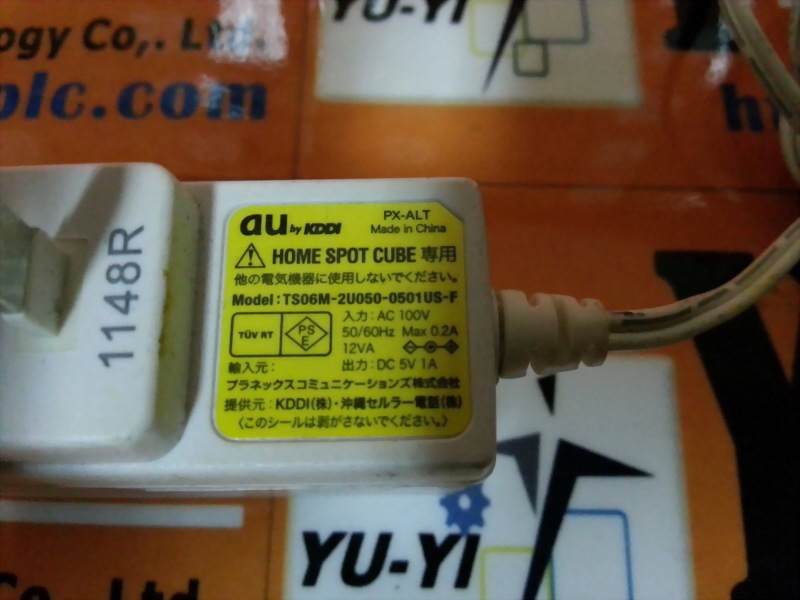 YU-YI
ogy Co,. Ltd.
plc.com
au by KDDI
PX-ALT
Made in China
HOME SPOT CUBE 専用
他の電気機器に使用しないでください。
Model:TS06M-2U050-0501US-F
TÜV RT
PS
E
入力:AC 100V
50/60Hz Max 0.2A
12VA
輸入元:
出力:DC 5V 1A
プラネックスコミュニケーションズ株式会社
提供元:KDDI(株)・沖縄セルラー電話(株)
〈このシールは剥がさないでください。〉
1148R
YU-YI
Co,. Ltd